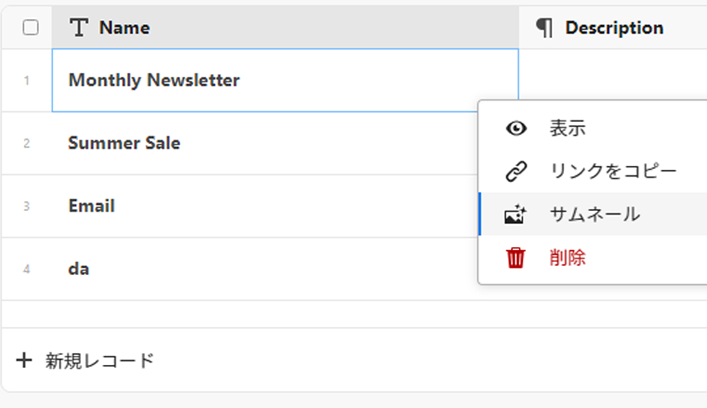 Name
Description
1
Monthly Newsletter
2
Summer Sale
3
Email
4
da
表示
リンクをコピー
サムネール
削除
新規レコード